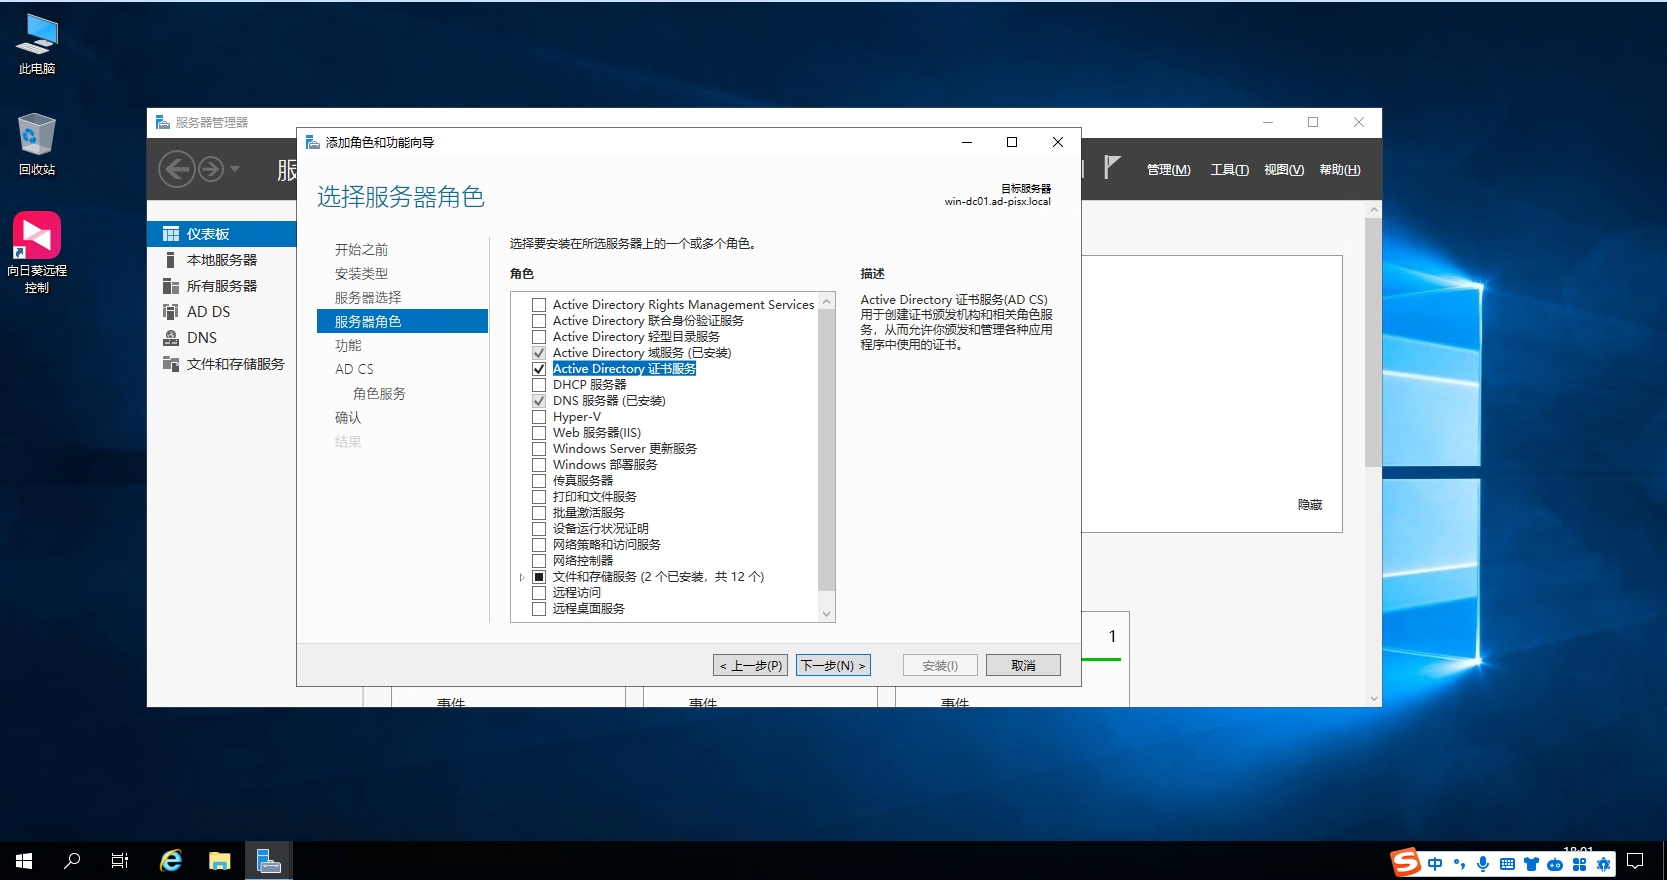 此电脑
回收站
向日葵远程
控制
服务器管理器
服
管理(M)
工具(T)
视图(V)
帮助(H)
仪表板
本地服务器
所有服务器
AD DS
DNS
文件和存储服务
添加角色和功能向导
选择服务器角色
目标服务器
win-dc01.ad-pisx.local
开始之前
安装类型
服务器选择
服务器角色
功能
AD CS
角色服务
确认
结果
选择要安装在所选服务器上的一个或多个角色。
角色
Active Directory Rights Management Services
Active Directory 联合身份验证服务
Active Directory 轻型目录服务
Active Directory 域服务 (已安装)
Active Directory 证书服务
DHCP 服务器
DNS 服务器 (已安装)
Hyper-V
Web 服务器(IIS)
Windows Server 更新服务
Windows 部署服务
传真服务器
打印和文件服务
批量激活服务
设备运行状况证明
网络策略和访问服务
网络控制器
文件和存储服务 (2 个已安装，共 12 个)
远程访问
远程桌面服务
描述
Active Directory 证书服务(AD CS)
用于创建证书颁发机构和相关角色服
务，从而允许你颁发和管理各种应用
程序中使用的证书。
< 上一步(P)
下一步(N) >
安装(I)
取消
隐藏
1
事件
事件
事件
中
18:01